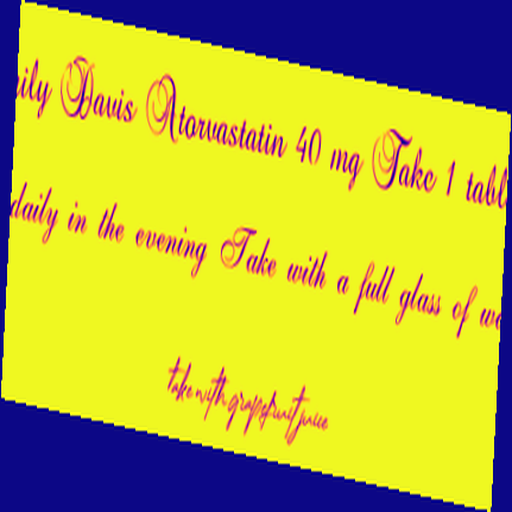 ily Davis Atorvastatin 40 mg Take 1 tabl
daily in the evening Take with a full glass of wa
take with grapefruit juice